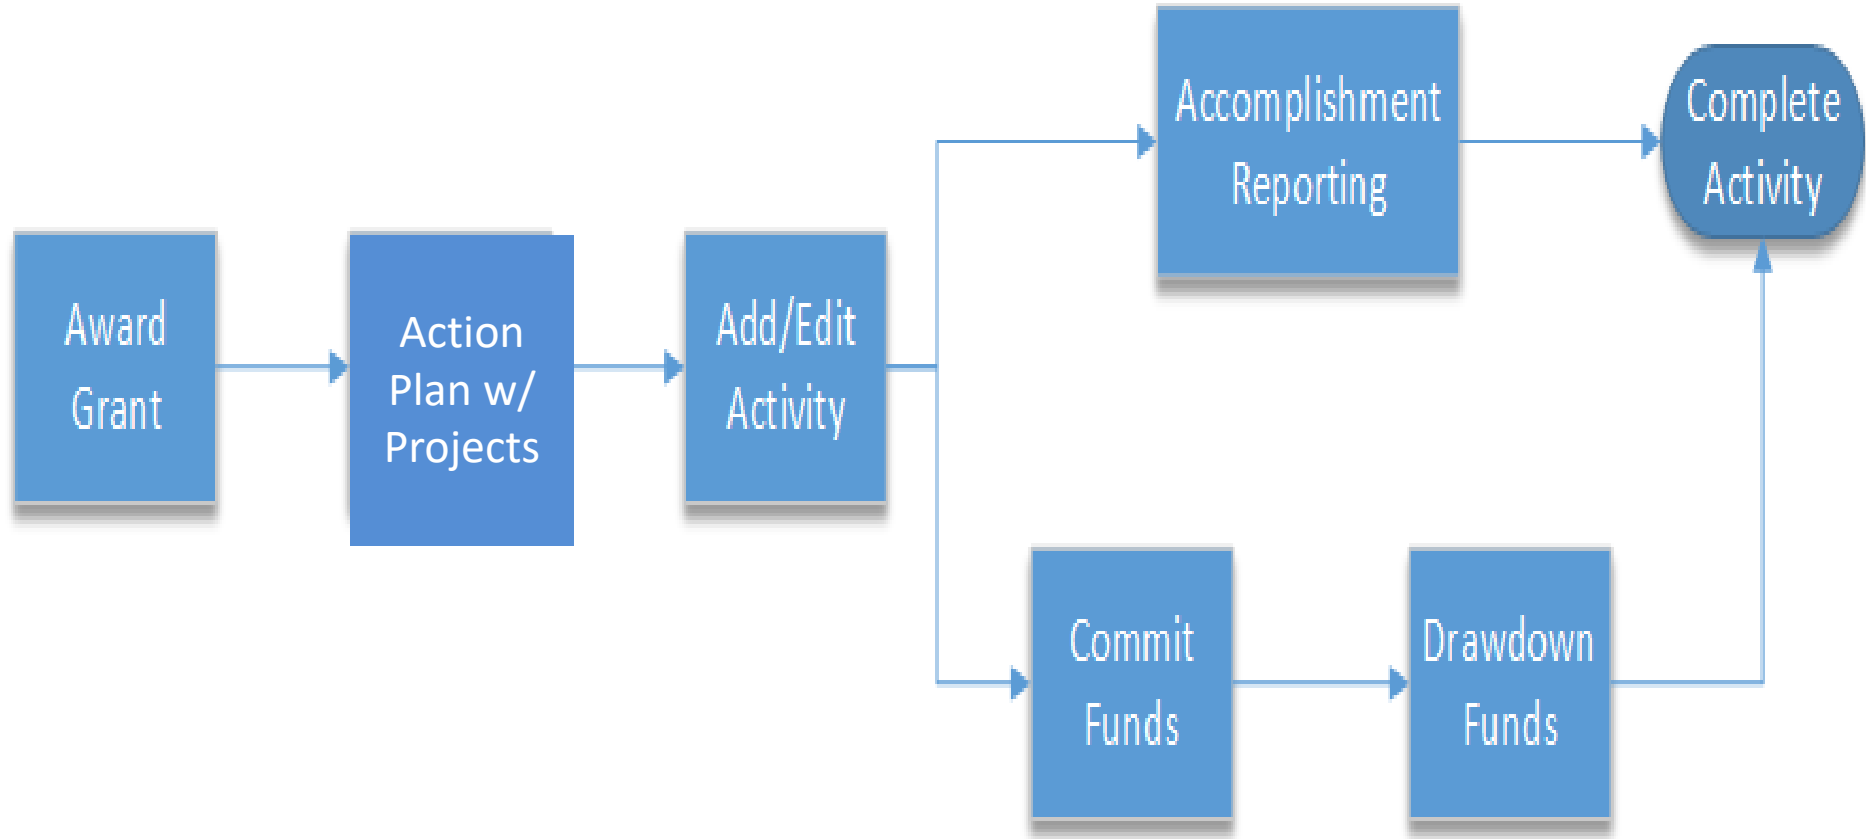 Award
Grant
Action
Plan w/
Projects
Add/Edit
Activity
Accomplishment
Reporting
Complete
Activity
Commit
Funds
Drawdown
Funds